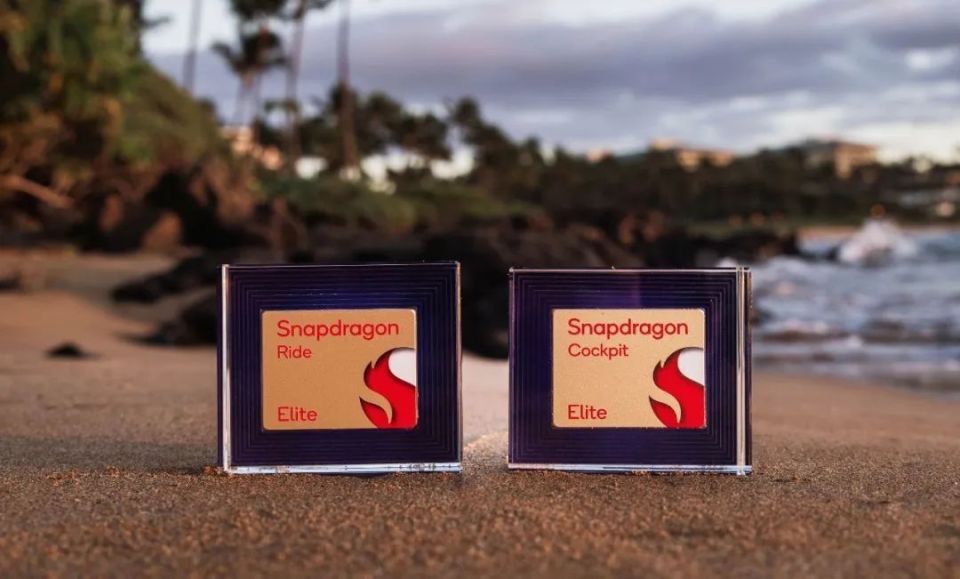 Snapdragon
Ride
Elite
Snapdragon
Cockpit
Elite